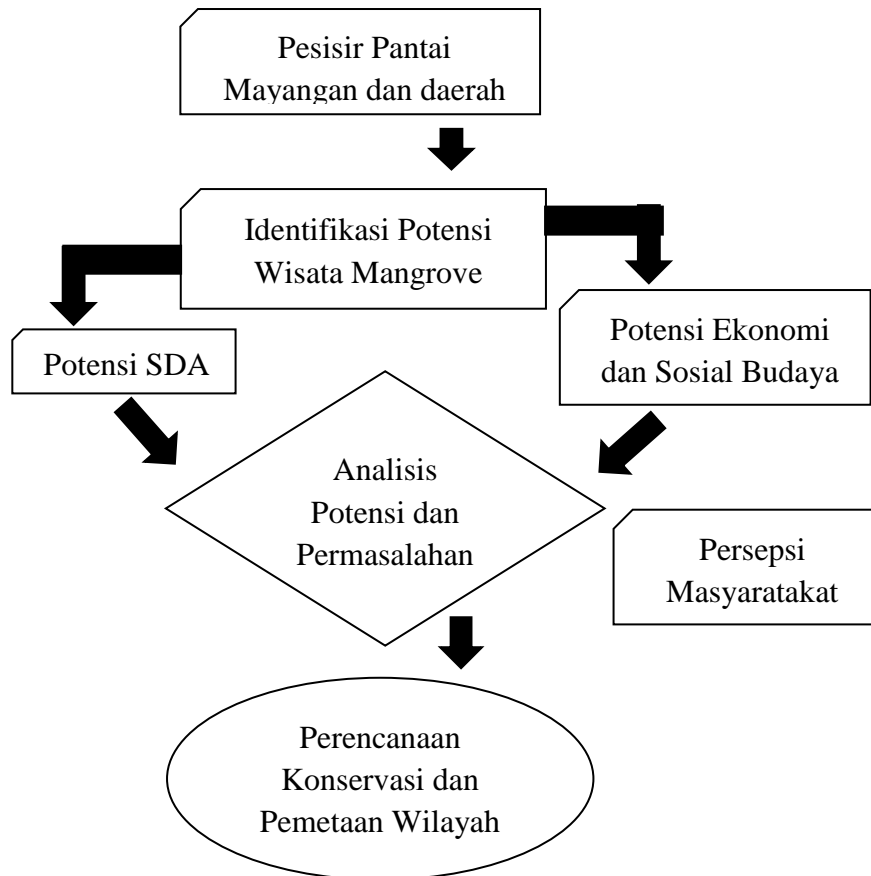 Pesisir Pantai
Mayangan dan daerah
Identifikasi Potensi
Wisata Mangrove
Potensi SDA
Potensi Ekonomi
dan Sosial Budaya
Analisis
Potensi dan
Permasalahan
Persepsi
Masyaratakat
Perencanaan
Konservasi dan
Pemetaan Wilayah